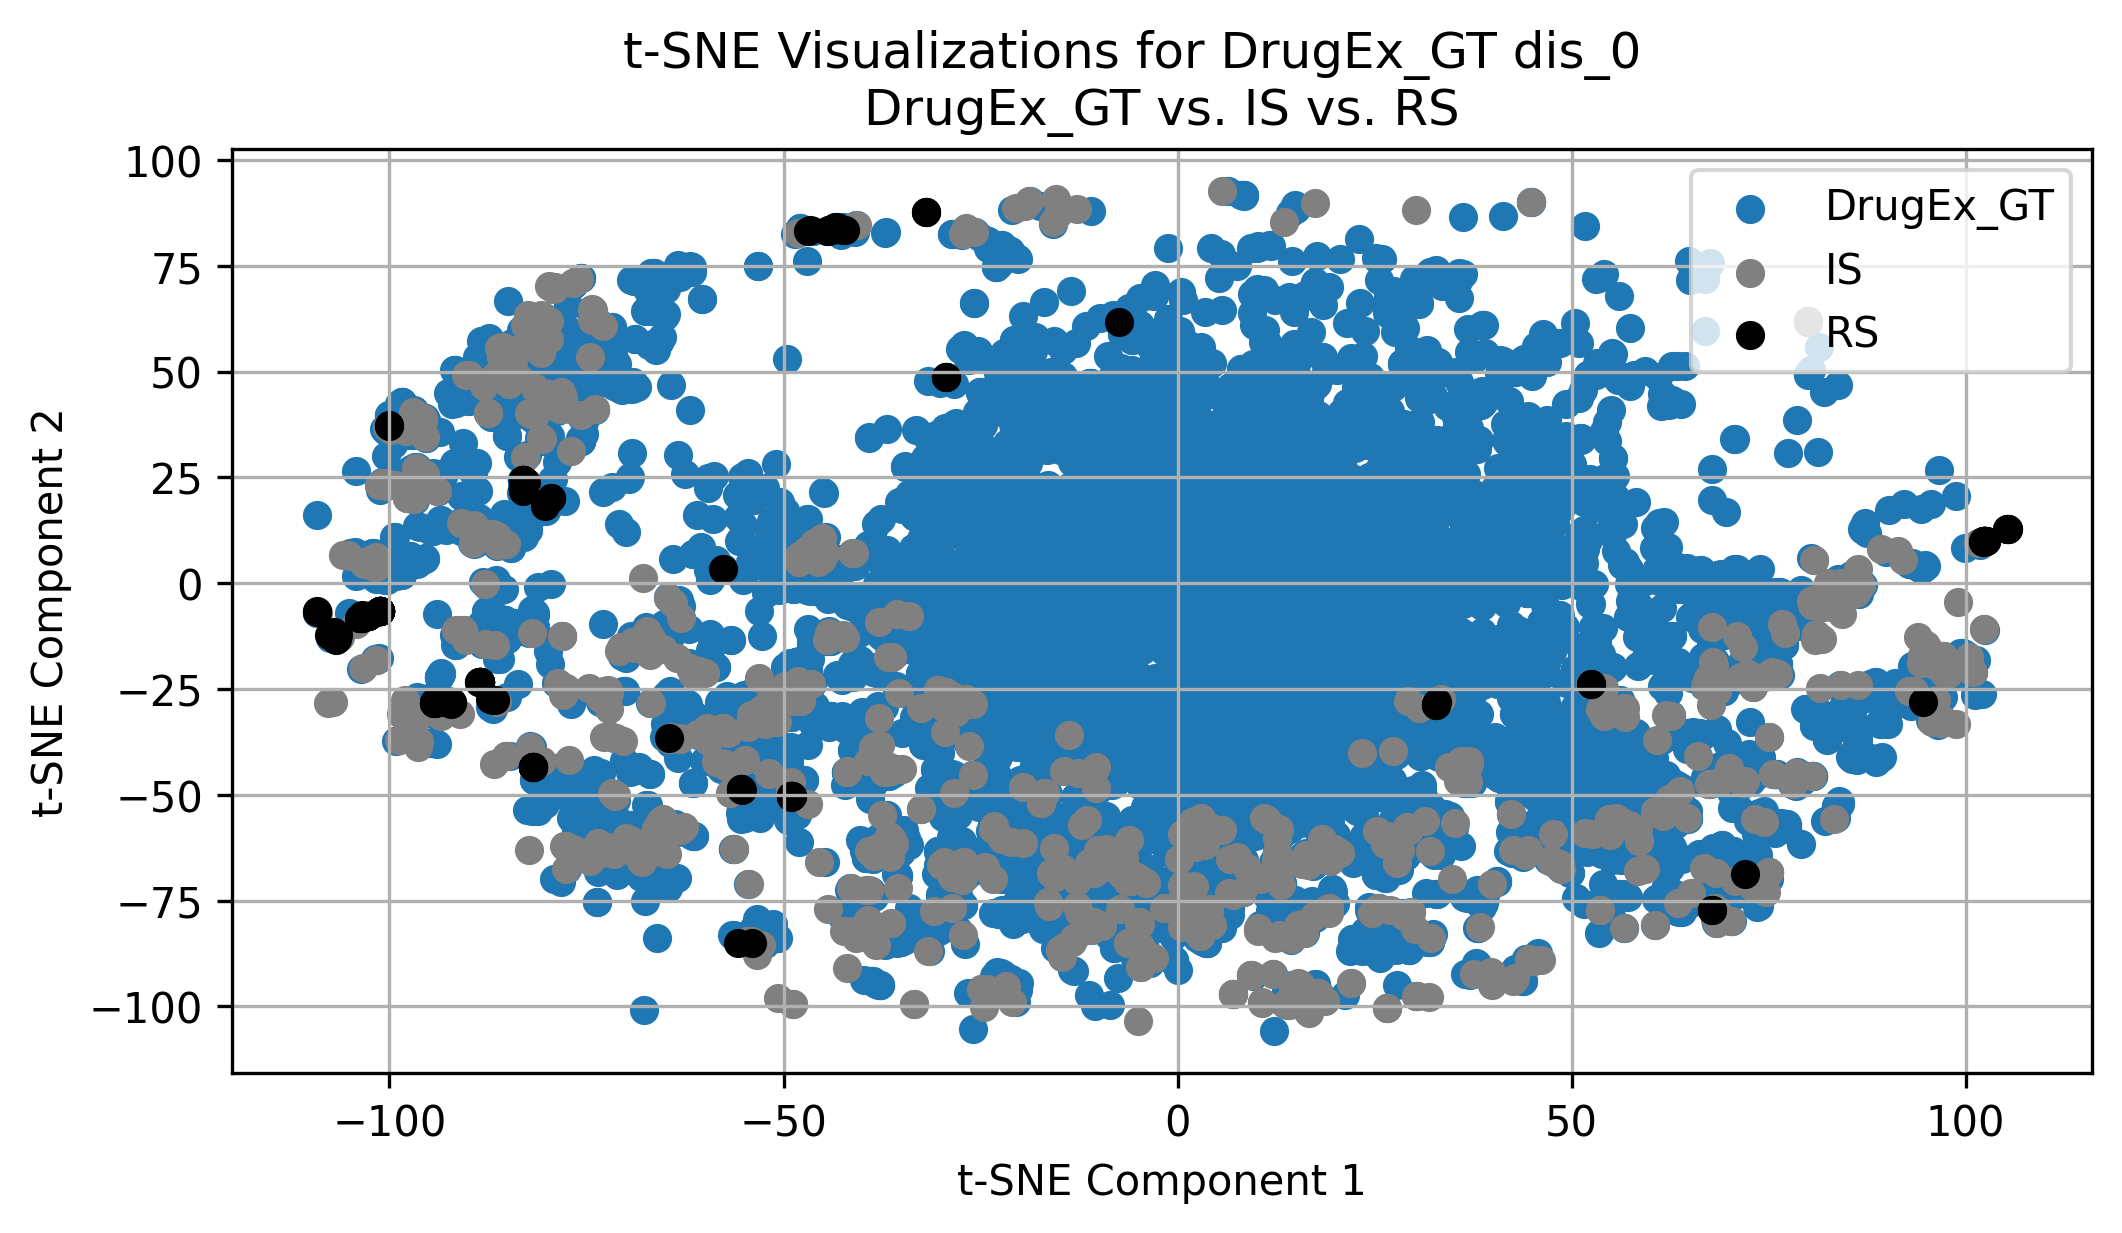 t-SNE Visualizations for DrugEx_GT dis_0
DrugEx_GT vs. IS vs. RS
DrugEx_GT
IS
RS
t-SNE Component 2
100
75
50
25
0
−25
−50
−75
−100
−100
−50
0
50
100
t-SNE Component 1